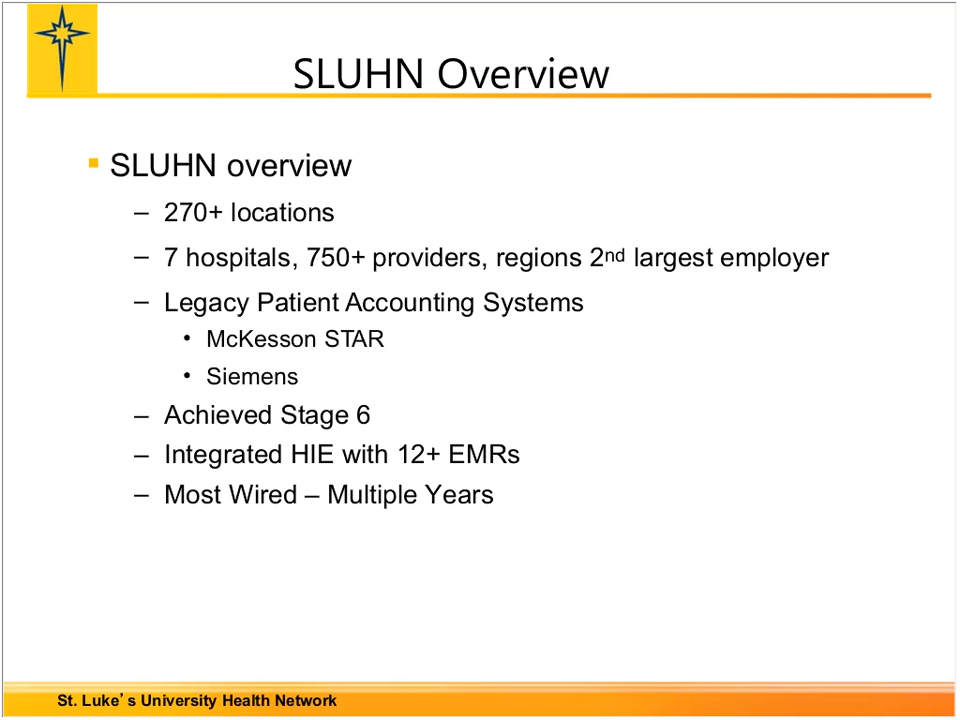 SLUHN Overview
▪ SLUHN overview
– 270+ locations
– 7 hospitals, 750+ providers, regions 2nd largest employer
– Legacy Patient Accounting Systems
• McKesson STAR
• Siemens
– Achieved Stage 6
– Integrated HIE with 12+ EMRs
– Most Wired – Multiple Years
St. Luke’s University Health Network